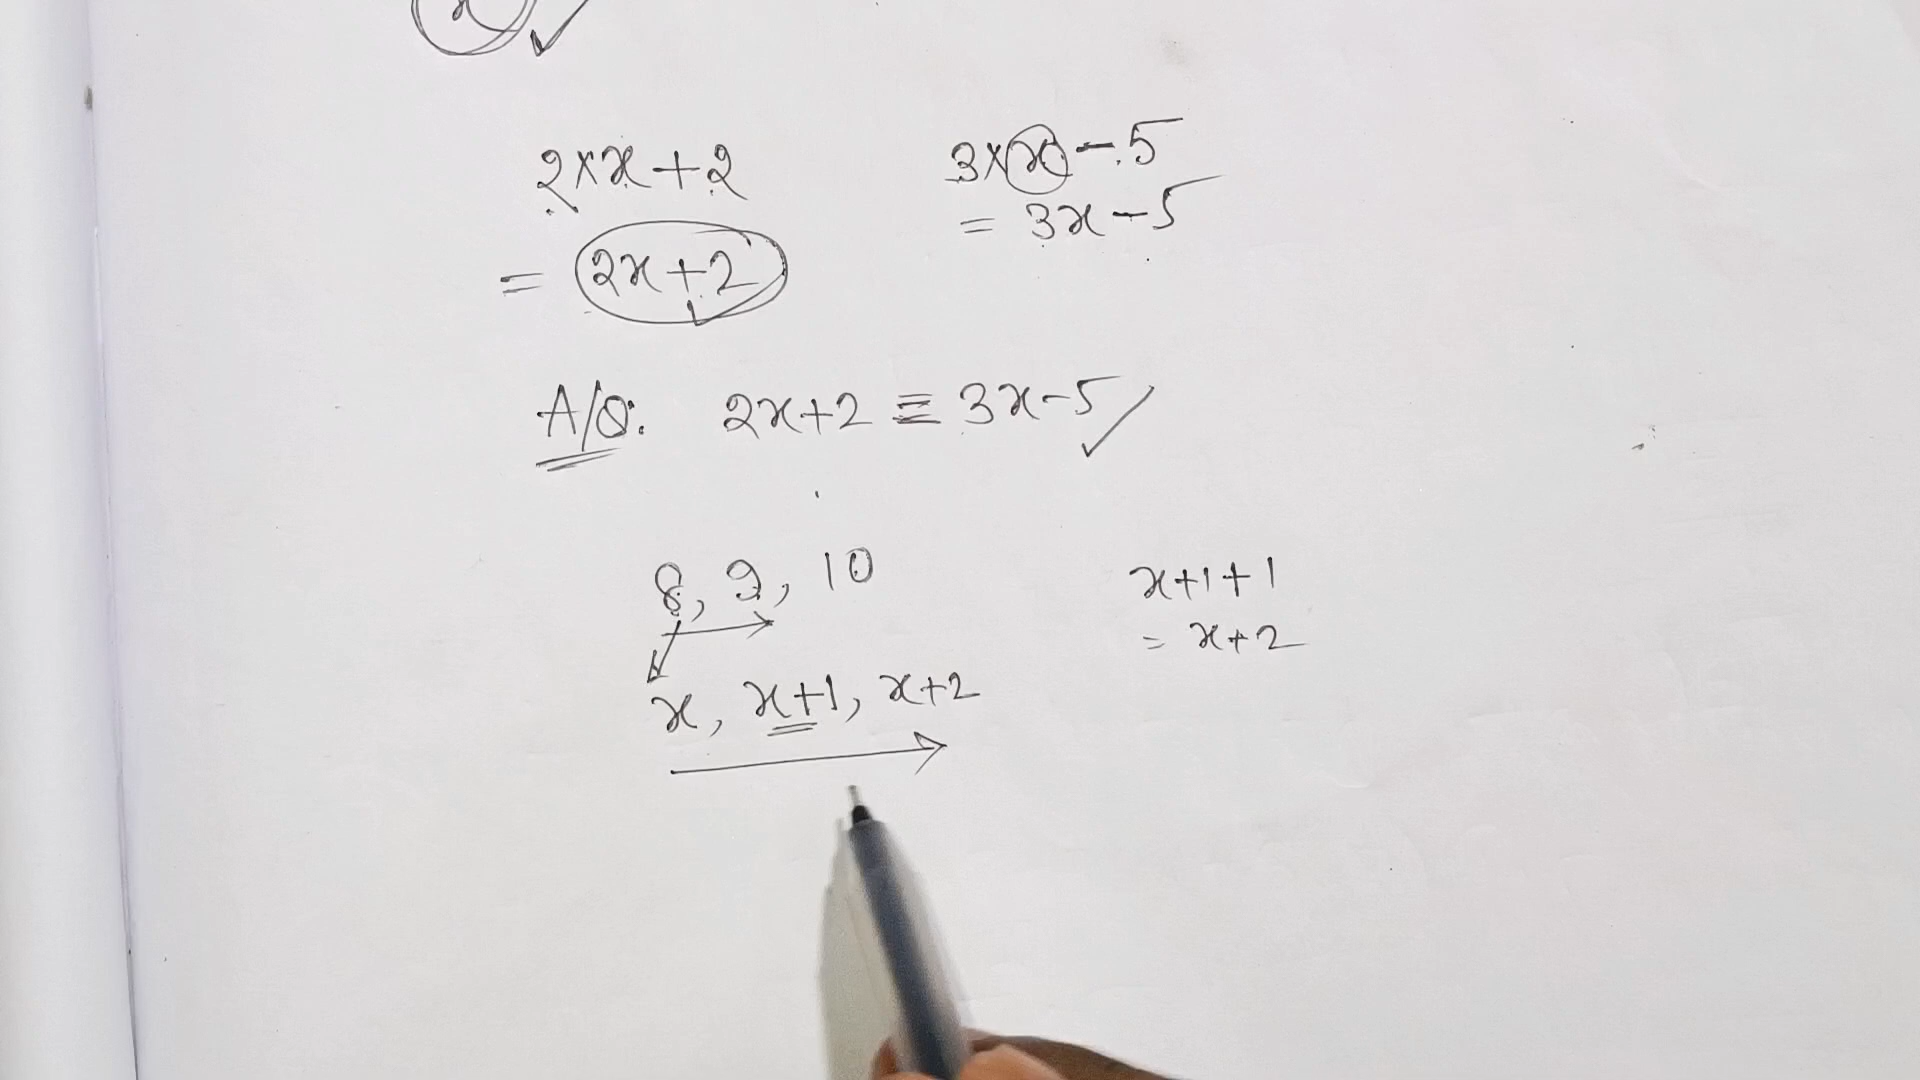 x
2×x+2
= 2x+2
3×x-5
= 3x-5
A/Q: 2x+2 = 3x-5
8, 9, 10
x, x+1, x+2
x+1+1
= x+2